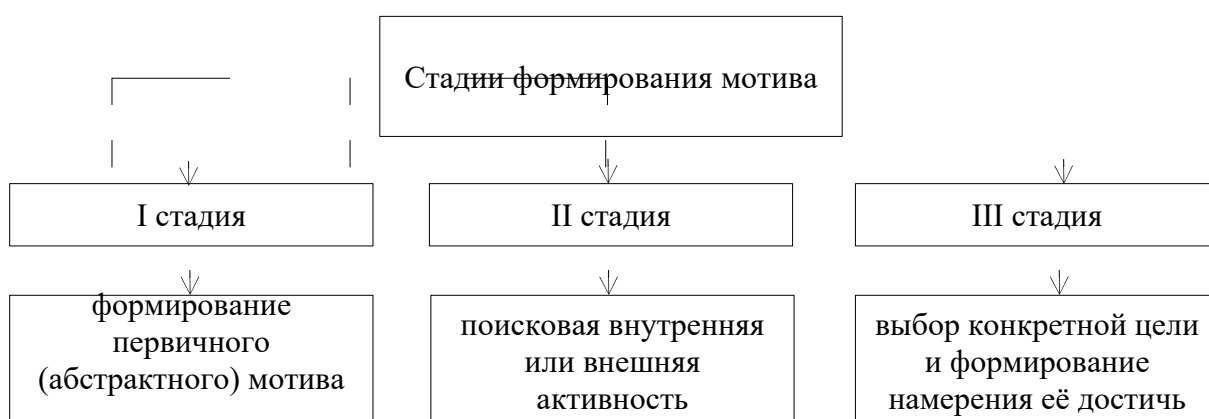 Стадии формирования мотива
I стадия
II стадия
III стадия
формирование
первичного
(абстрактного) мотива
поисковая внутренняя
или внешняя
активность
выбор конкретной цели
и формирование
намерения её достичь